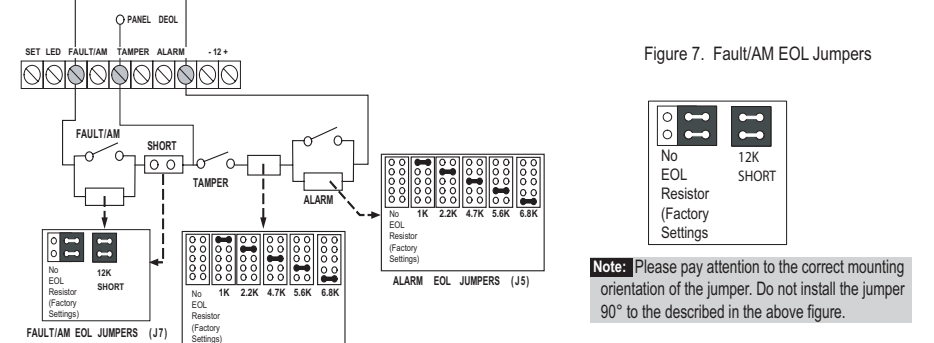 PANEL DEOL
SET LED FAULT/AM TAMPER ALARM - 12 +
FAULT/AM
SHORT
TAMPER
ALARM
No
EOL
Resistor
(Factory
Settings)
1K 2.2K 4.7K 5.6K 6.8K
ALARM EOL JUMPERS (J5)
No
EOL
Resistor
(Factory
Settings)
12K
SHORT
FAULT/AM EOL JUMPERS (J7)
No
EOL
Resistor
(Factory
Settings)
1K 2.2K 4.7K 5.6K 6.8K
Figure 7. Fault/AM EOL Jumpers
No
EOL
Resistor
(Factory
Settings
12K
SHORT
Note: Please pay attention to the correct mounting
orientation of the jumper. Do not install the jumper
90° to the described in the above figure.